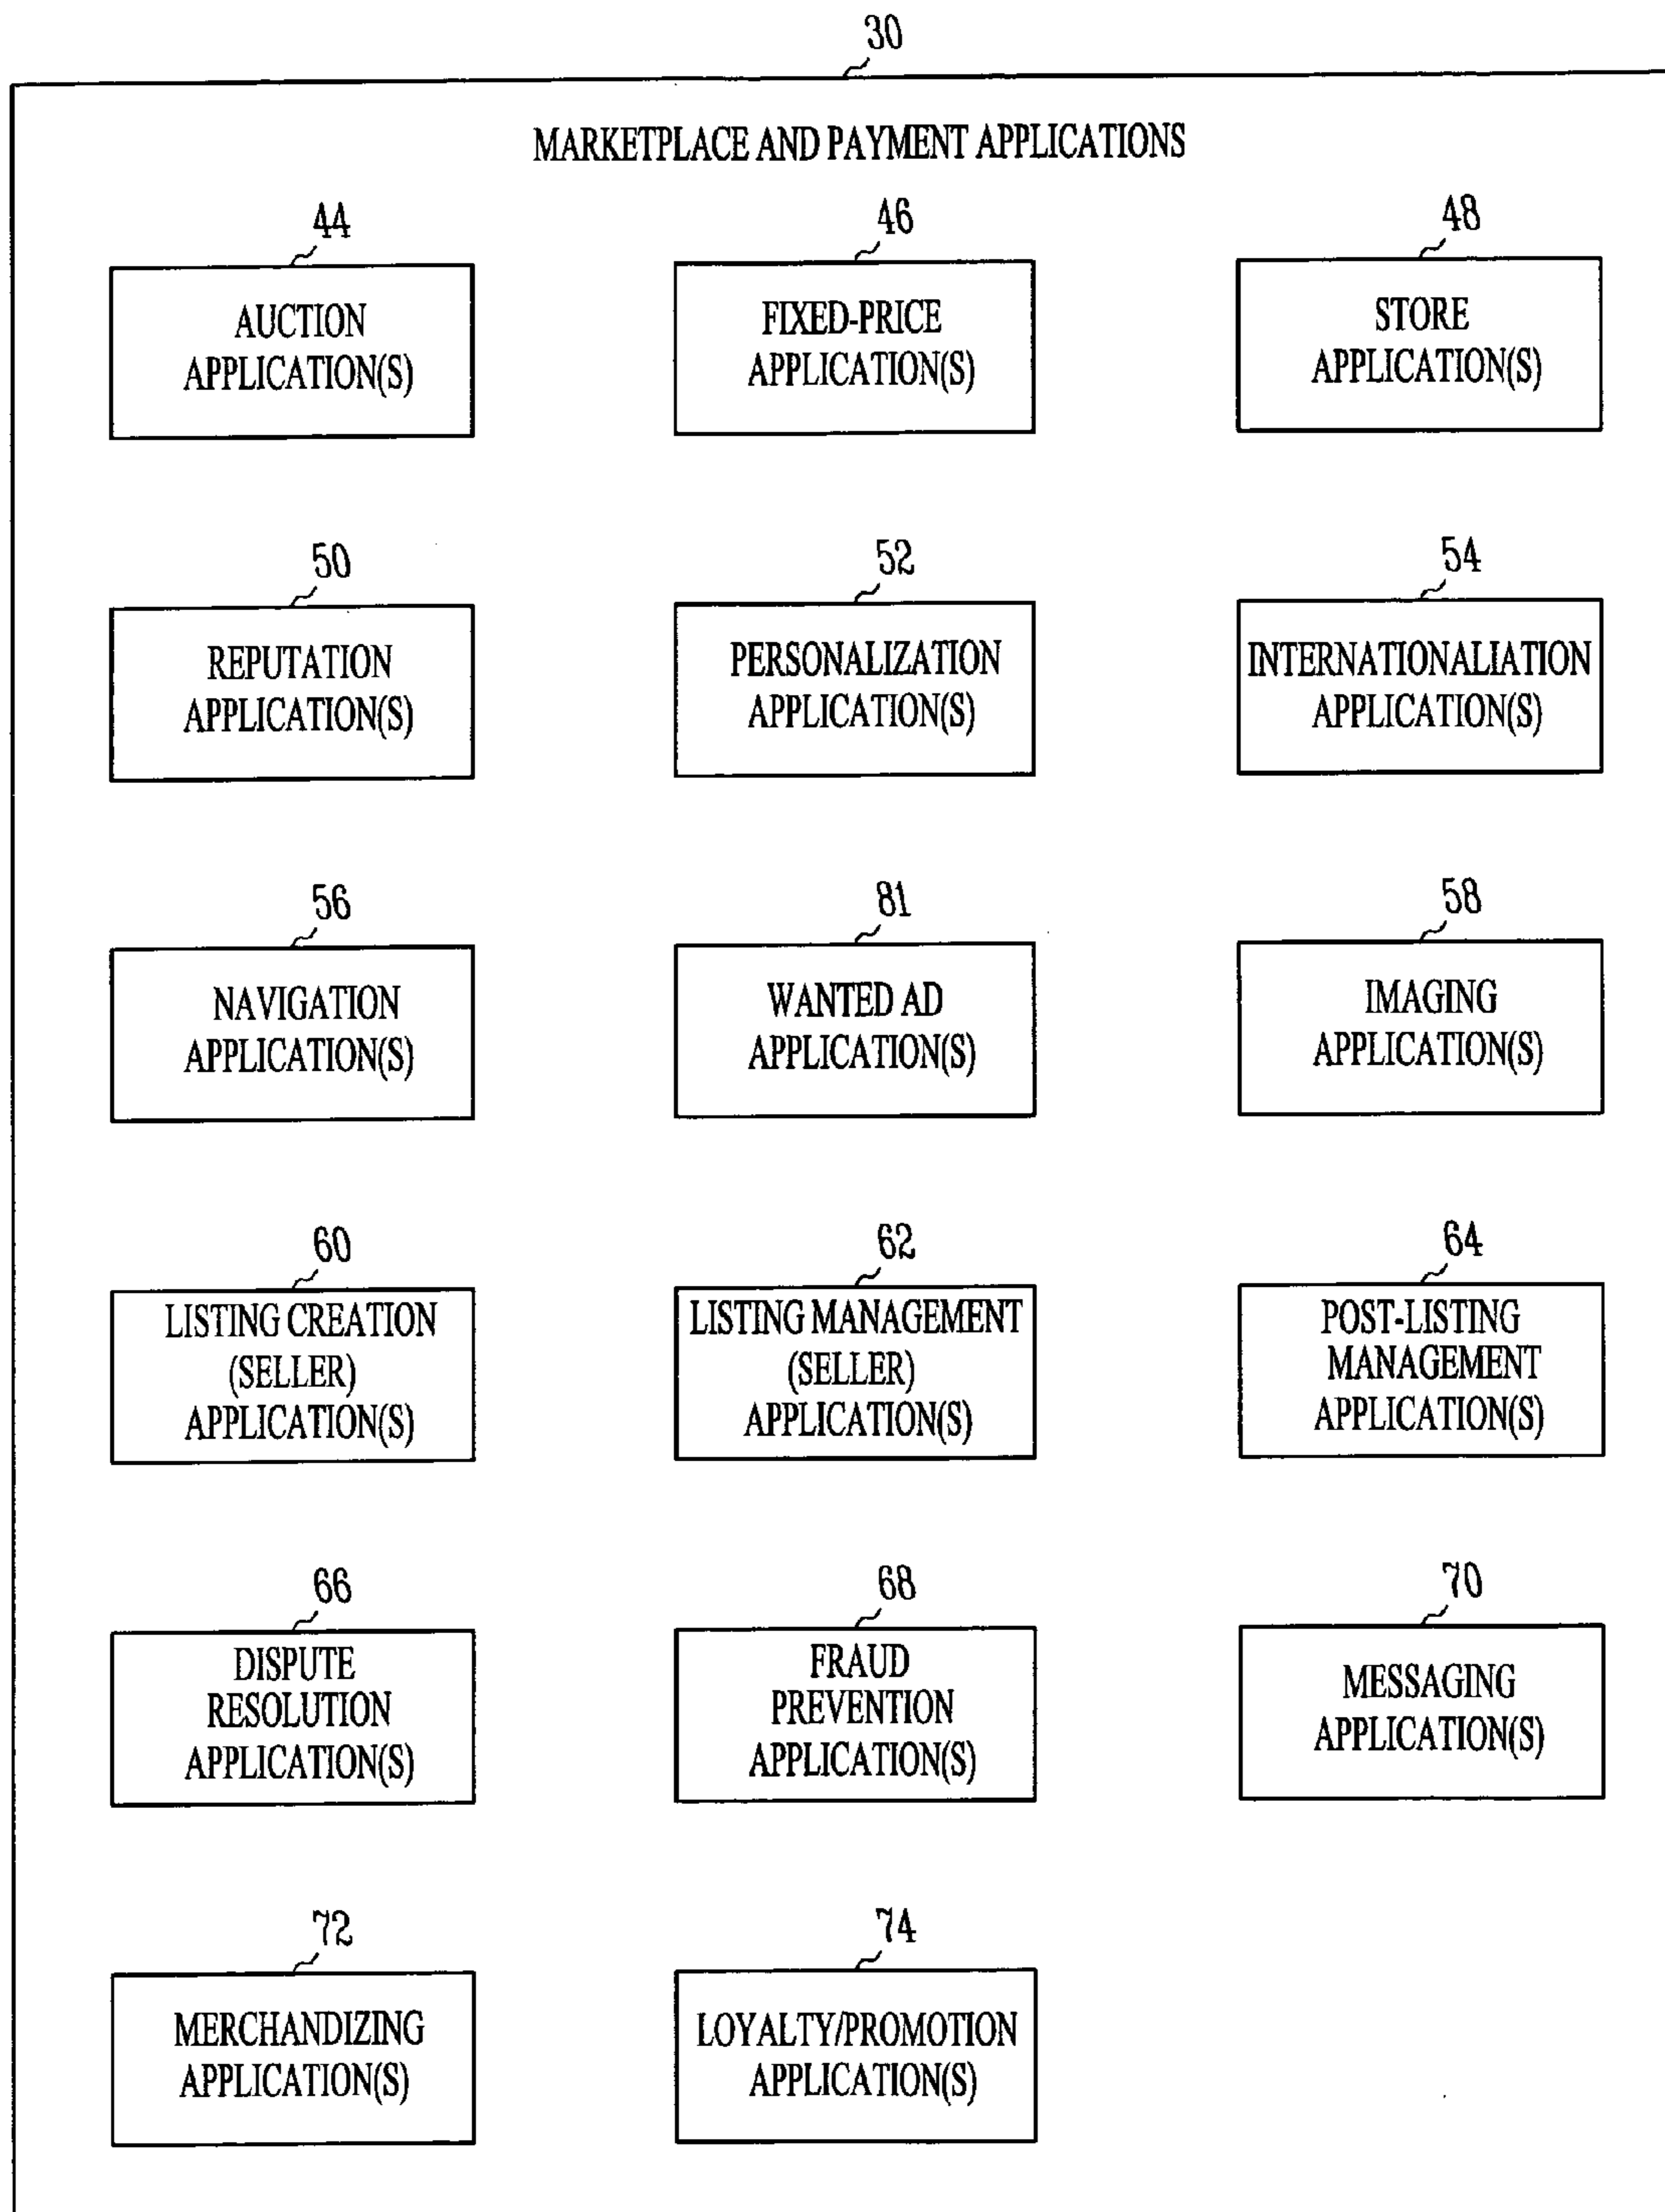 30
MARKETPLACE AND PAYMENT APPLICATIONS
44
AUCTION
APPLICATION(S)
46
FIXED-PRICE
APPLICATION(S)
48
STORE
APPLICATION(S)
50
REPUTATION
APPLICATION(S)
52
PERSONALIZATION
APPLICATION(S)
54
INTERNATIONALIATION
APPLICATION(S)
56
NAVIGATION
APPLICATION(S)
81
WANTED AD
APPLICATION(S)
58
IMAGING
APPLICATION(S)
60
LISTING CREATION
(SELLER)
APPLICATION(S)
62
LISTING MANAGEMENT
(SELLER)
APPLICATION(S)
64
POST-LISTING
MANAGEMENT
APPLICATION(S)
66
DISPUTE
RESOLUTION
APPLICATION(S)
68
FRAUD
PREVENTION
APPLICATION(S)
70
MESSAGING
APPLICATION(S)
72
MERCHANDIZING
APPLICATION(S)
74
LOYALTY/PROMOTION
APPLICATION(S)